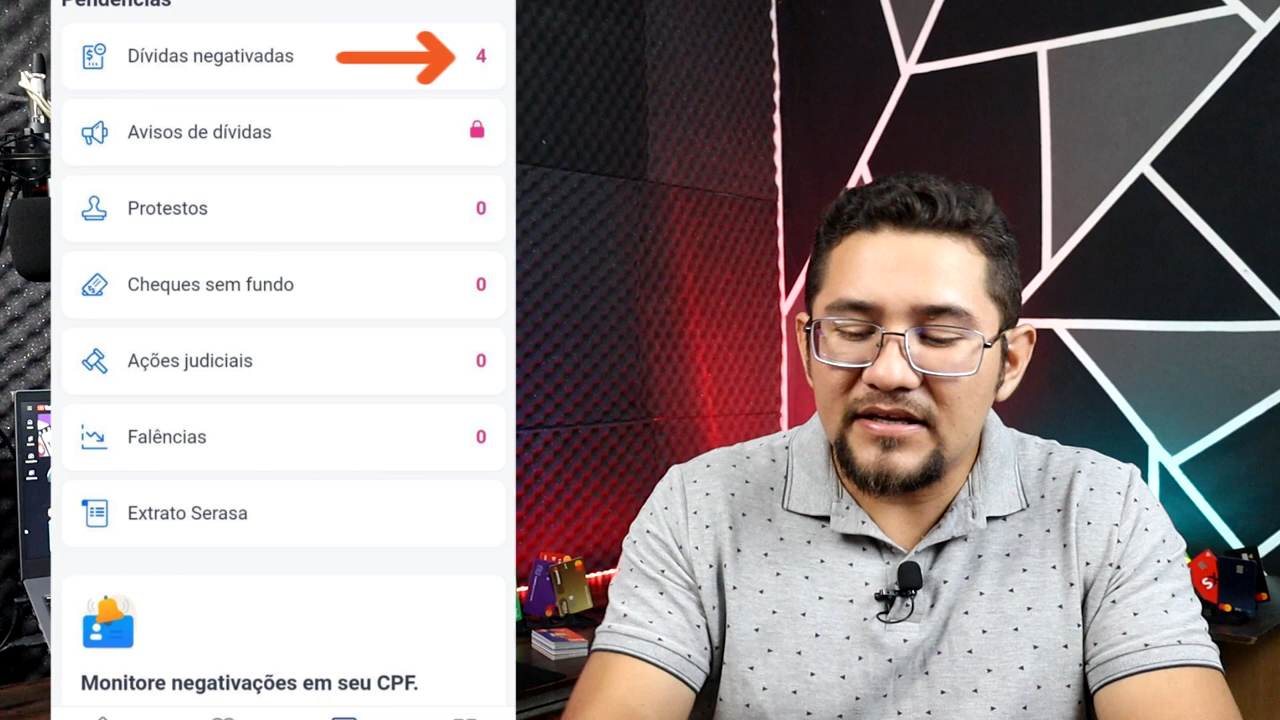 Pendências
Dívidas negativadas 4
Avisos de dívidas
Protestos 0
Cheques sem fundo 0
Ações judiciais 0
Falências 0
Extrato Serasa
Monitore negativações em seu CPF.